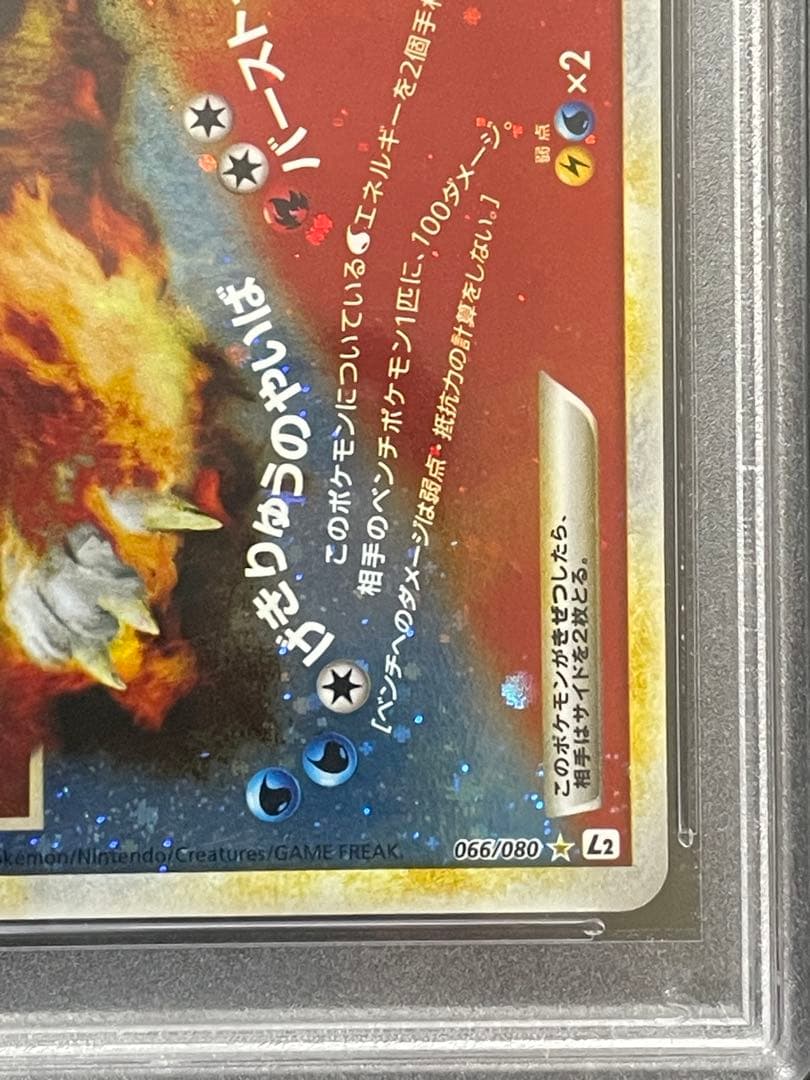 バースト
げきりゅうのやいば
このポケモンについているエネルギーを2個手札
相手のベンチポケモン1匹に、100ダメージ。
[ベンチへのダメージは弱点・抵抗力の計算をしない。]
弱点
×2
このポケモンがきぜつしたら、
相手はサイドを2枚とる。
okémon/Nintendo/Creatures/GAME FREAK.
066/080
L2